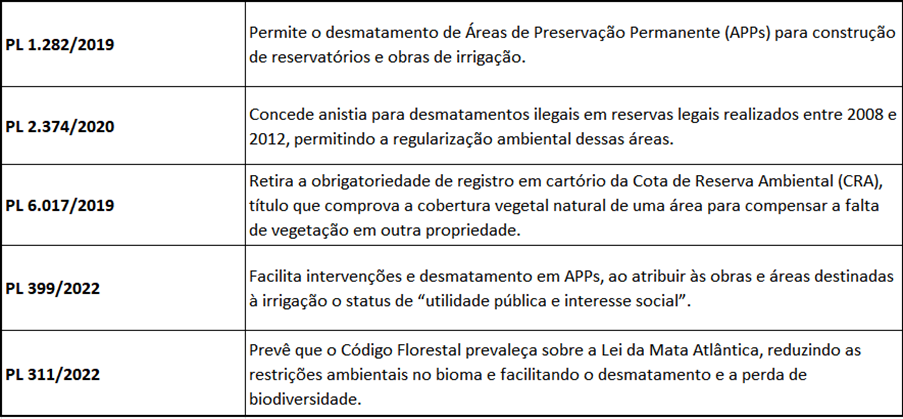 PL 1.282/2019
Permite o desmatamento de Áreas de Preservação Permanente (APPs) para construção
de reservatórios e obras de irrigação.
PL 2.374/2020
Concede anistia para desmatamentos ilegais em reservas legais realizados entre 2008 e
2012, permitindo a regularização ambiental dessas áreas.
PL 6.017/2019
Retira a obrigatoriedade de registro em cartório da Cota de Reserva Ambiental (CRA),
título que comprova a cobertura vegetal natural de uma área para compensar a falta
de vegetação em outra propriedade.
PL 399/2022
Facilita intervenções e desmatamento em APPs, ao atribuir às obras e áreas destinadas
à irrigação o status de “utilidade pública e interesse social”.
PL 311/2022
Prevê que o Código Florestal prevaleça sobre a Lei da Mata Atlântica, reduzindo as
restrições ambientais no bioma e facilitando o desmatamento e a perda de
biodiversidade.